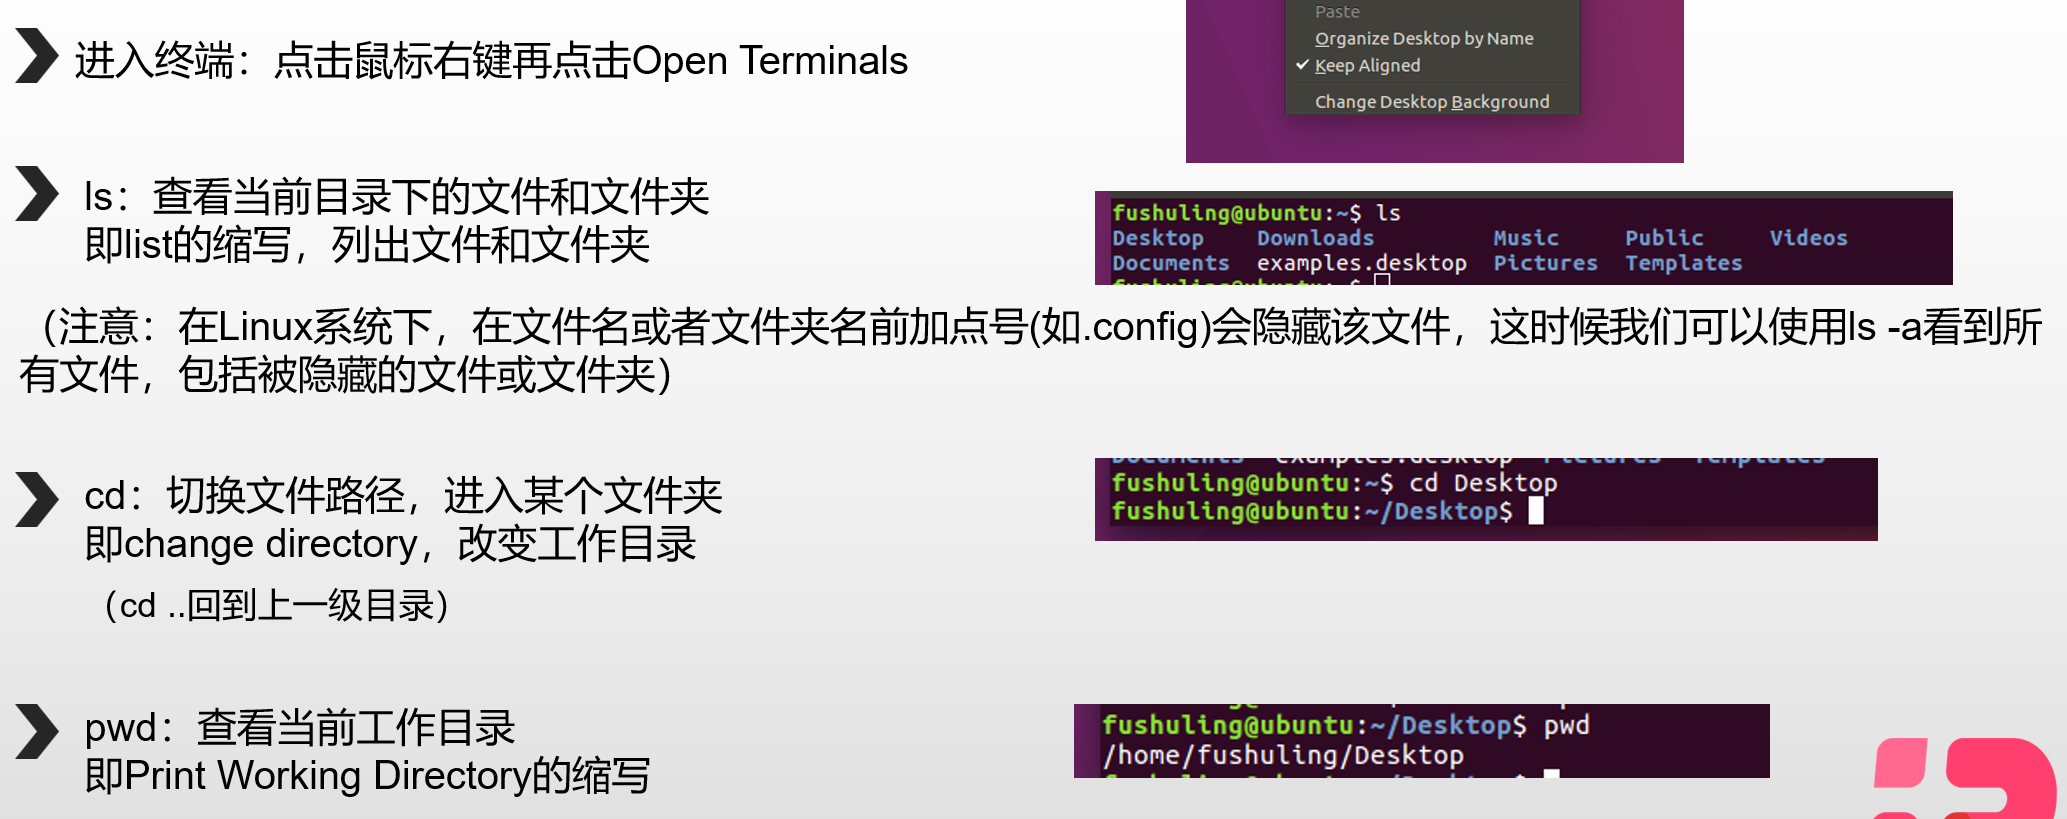 进入终端：点击鼠标右键再点击Open Terminals
Paste
Organize Desktop by Name
Keep Aligned
Change Desktop Background
ls：查看当前目录下的文件和文件夹
即list的缩写，列出文件和文件夹
fushuling@ubuntu:~$ ls
Desktop Downloads Music Public Videos
Documents examples.desktop Pictures Templates
（注意：在Linux系统下，在文件名或者文件夹名前加点号(如.config)会隐藏该文件，这时候我们可以使用ls -a看到所
有文件，包括被隐藏的文件或文件夹）
cd：切换文件路径，进入某个文件夹
即change directory，改变工作目录
（cd ..回到上一级目录）
Documents examples.desktop Pictures Templates
fushuling@ubuntu:~$ cd Desktop
fushuling@ubuntu:~/Desktop$
pwd：查看当前工作目录
即Print Working Directory的缩写
fushuling@ubuntu:~/Desktop$ pwd
/home/fushuling/Desktop